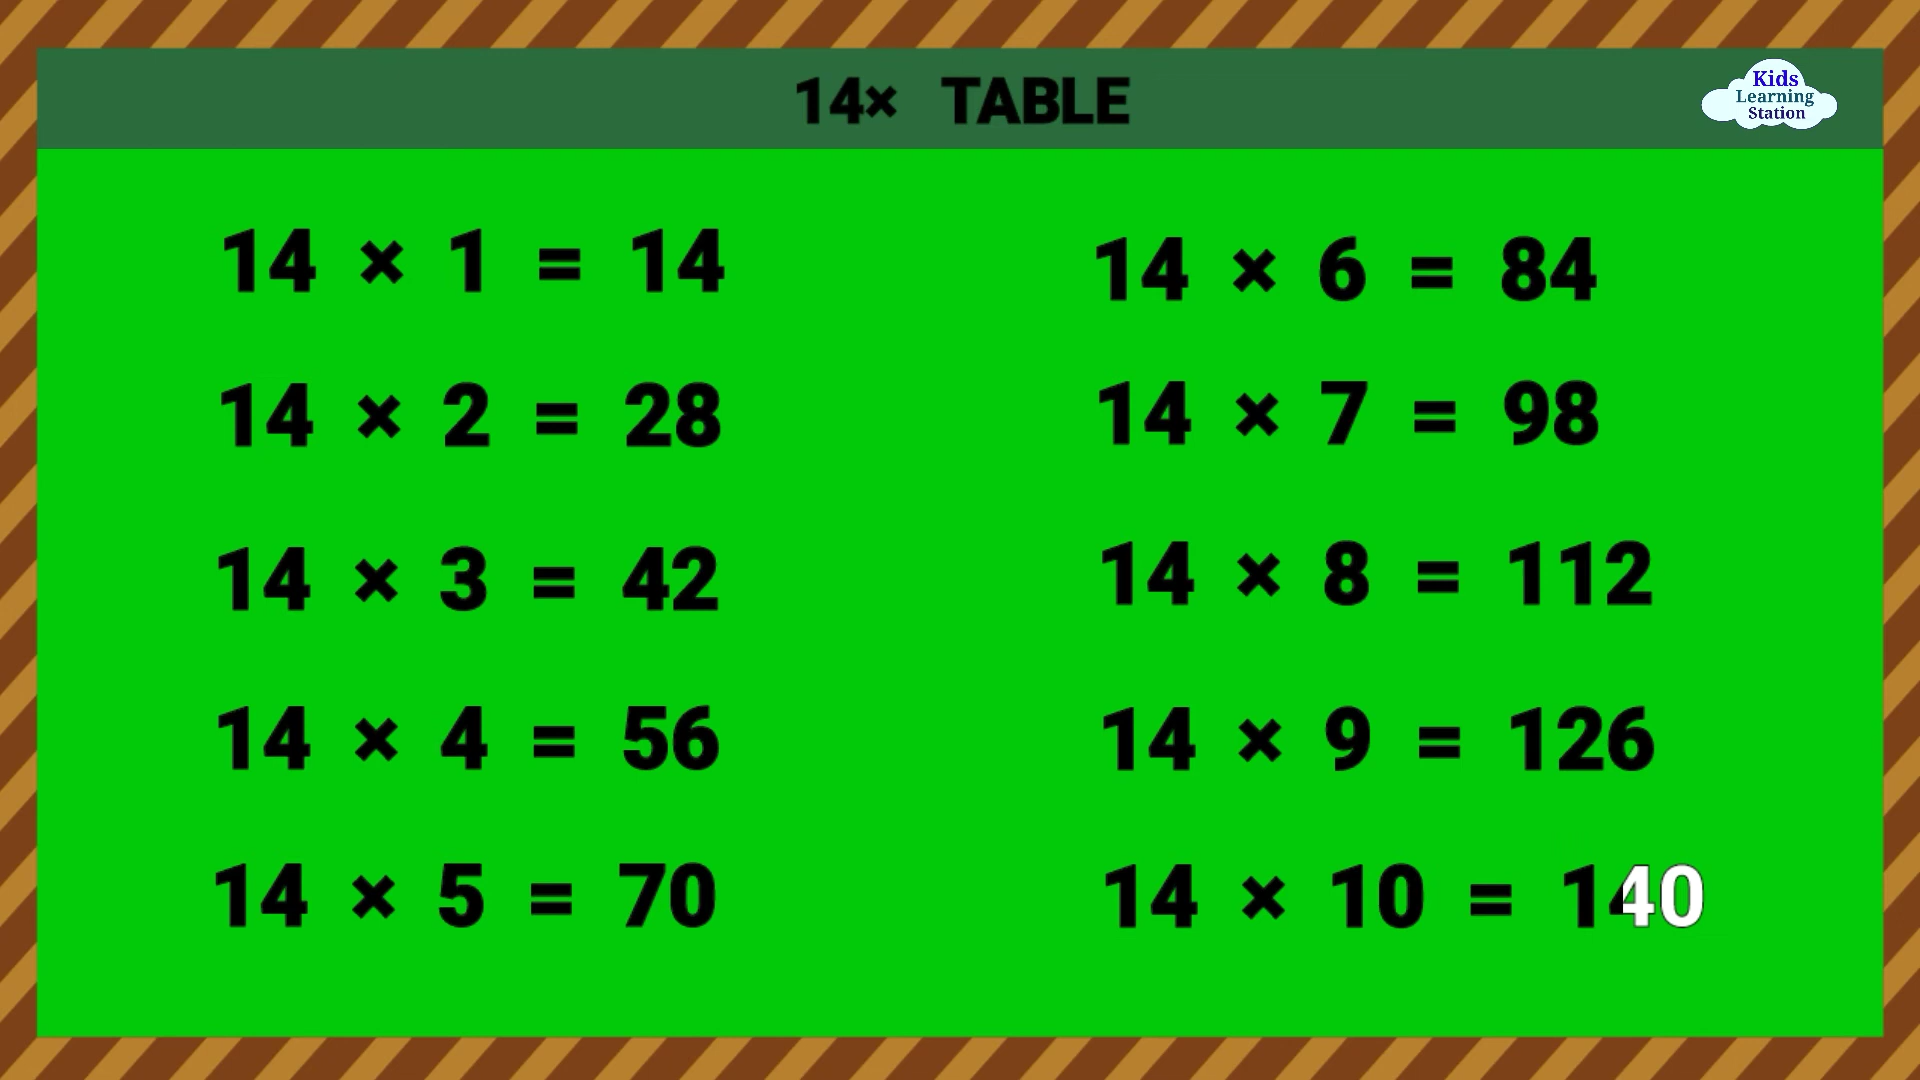 14× TABLE
Kids
Learning
Station
14 × 1 = 14
14 × 2 = 28
14 × 3 = 42
14 × 4 = 56
14 × 5 = 70
14 × 6 = 84
14 × 7 = 98
14 × 8 = 112
14 × 9 = 126
14 × 10 = 140